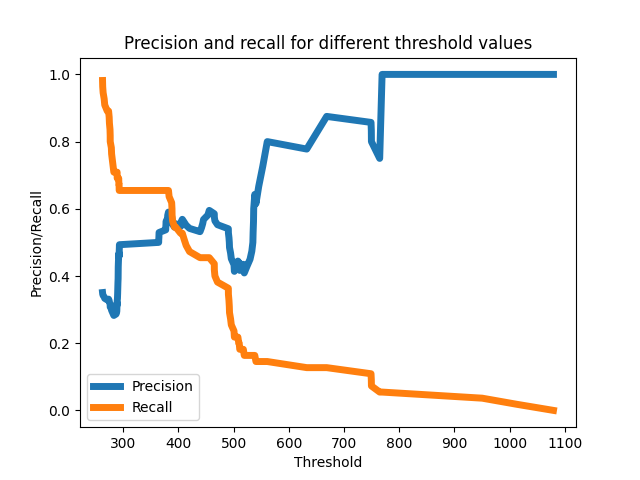 Precision and recall for different threshold values
Precision/Recall
1.0
0.8
0.6
0.4
0.2
0.0
Precision
Recall
300 400 500 600 700 800 900 1000 1100
Threshold